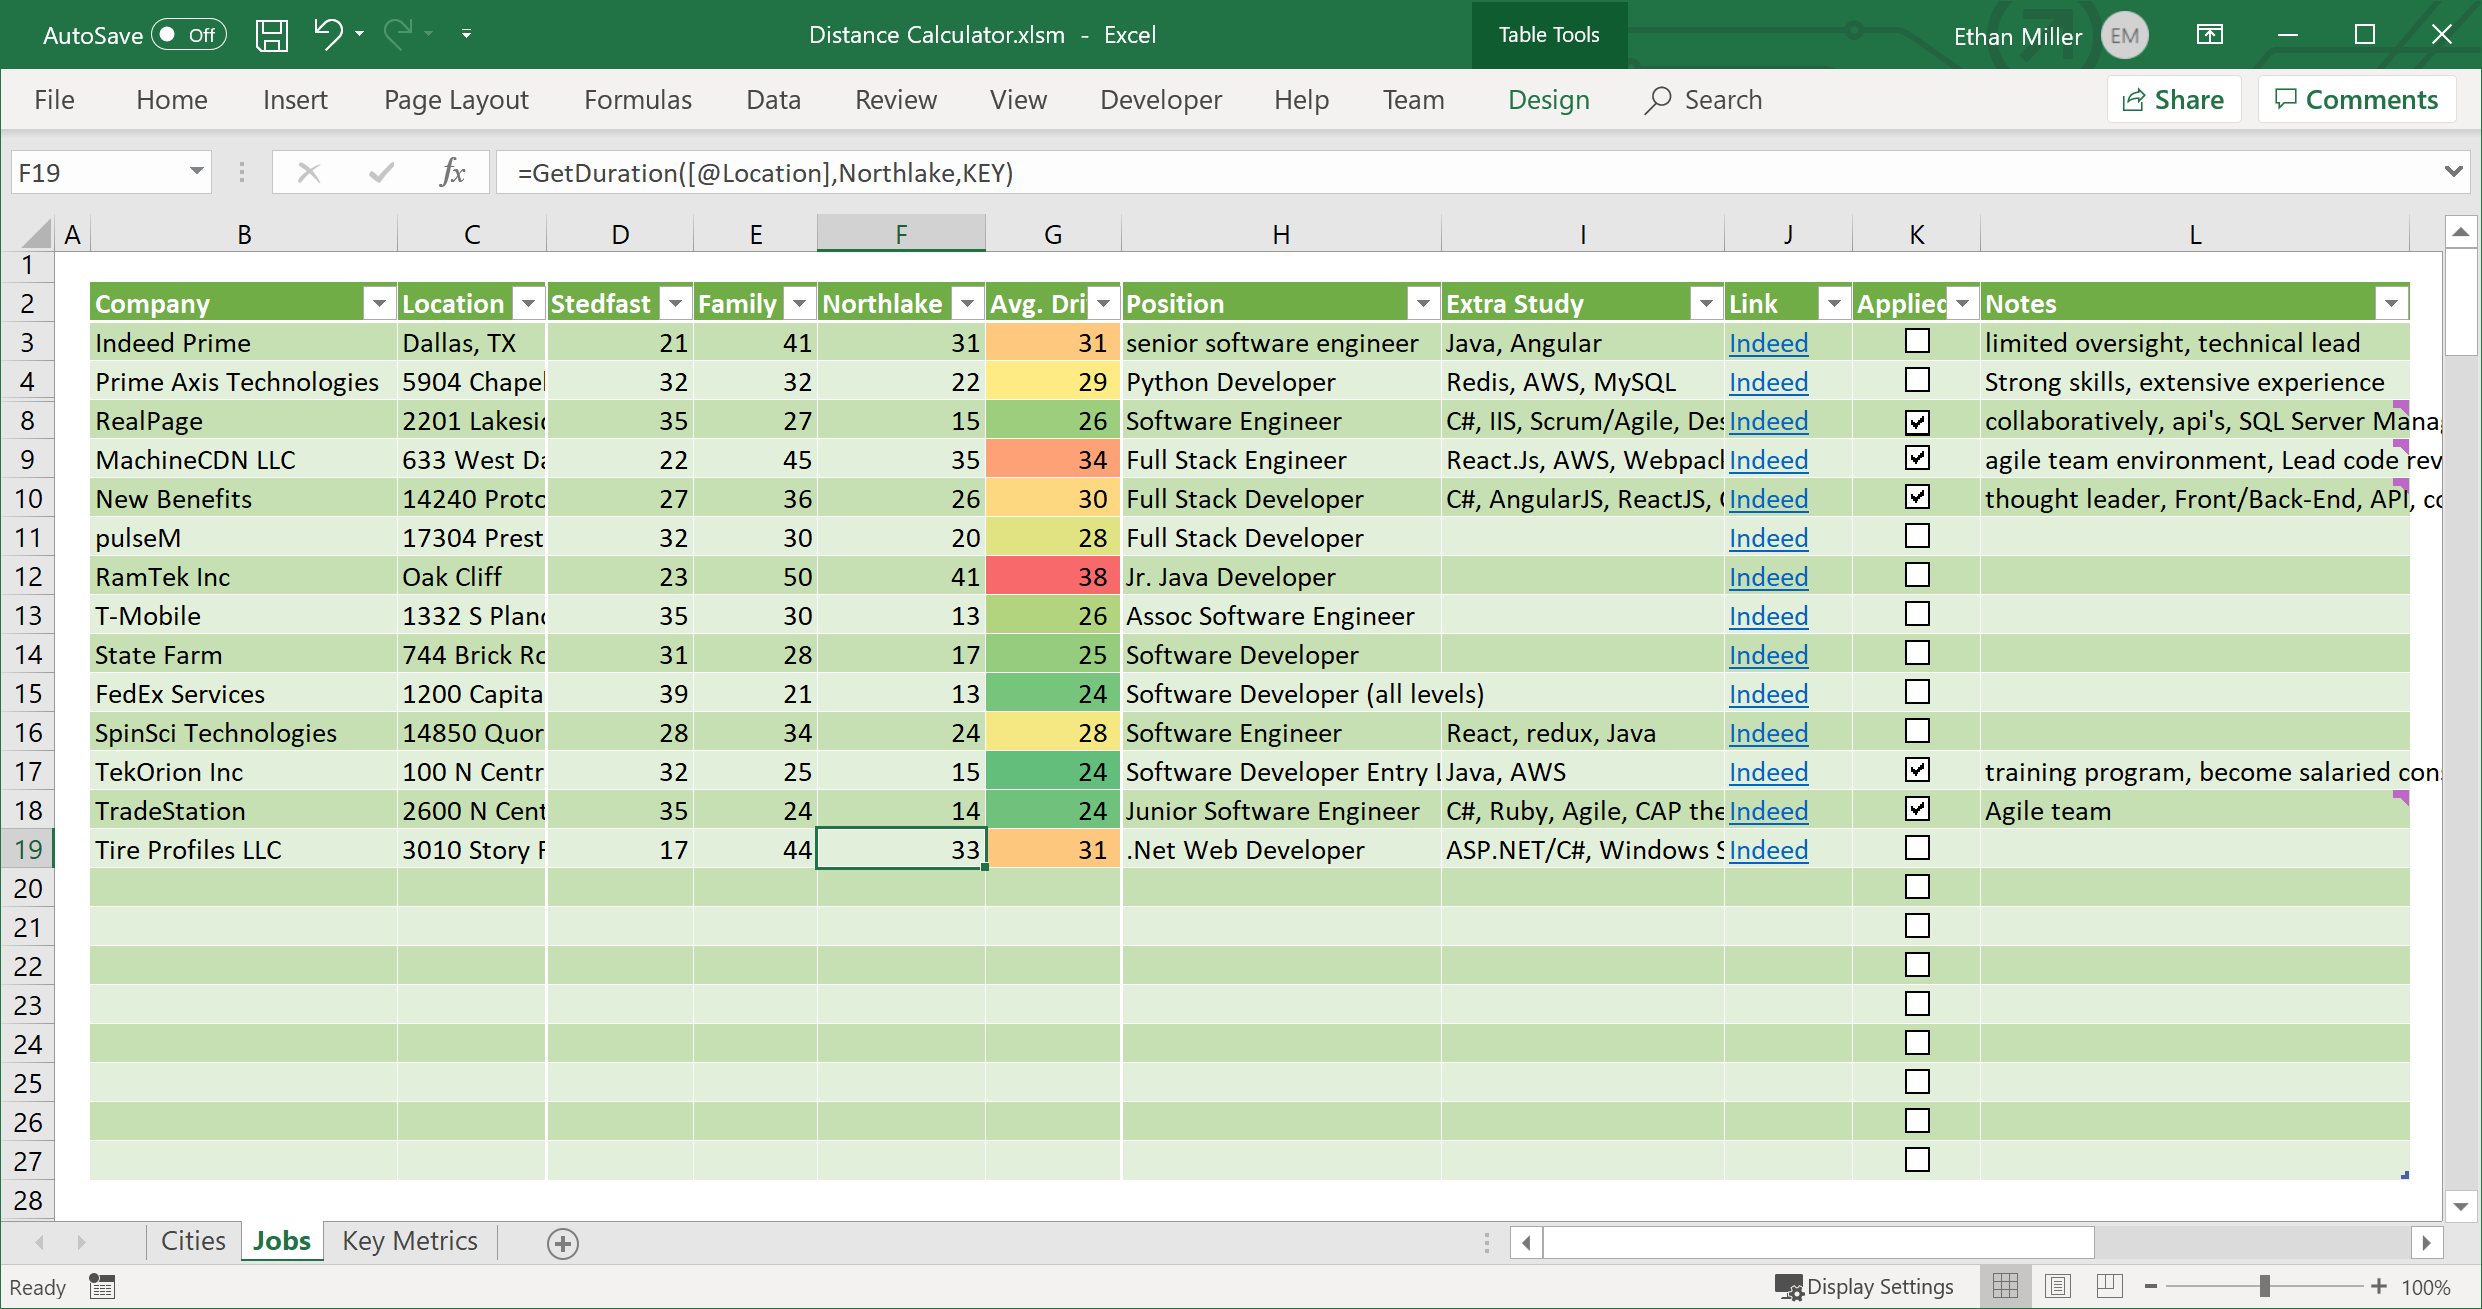 AutoSave Off Distance Calculator.xlsm - Excel Table Tools Ethan Miller EM
File Home Insert Page Layout Formulas Data Review View Developer Help Team Design Search Share Comments
F19 fx =GetDuration([@Location],Northlake,KEY)
A B C D E F G H I J K L
1
2 Company Location Stedfast Family Northlake Avg. Dri Position Extra Study Link Applied Notes
3 Indeed Prime Dallas, TX 21 41 31 31 senior software engineer Java, Angular Indeed limited oversight, technical lead
4 Prime Axis Technologies 5904 Chapel 32 32 22 29 Python Developer Redis, AWS, MySQL Indeed Strong skills, extensive experience
8 RealPage 2201 Lakesi 35 27 15 26 Software Engineer C#, IIS, Scrum/Agile, Des Indeed collaboratively, api's, SQL Server Mana
9 MachineCDN LLC 633 West Da 22 45 35 34 Full Stack Engineer React.Js, AWS, Webpack Indeed agile team environment, Lead code rev
10 New Benefits 14240 Proto 27 36 26 30 Full Stack Developer C#, AngularJS, ReactJS, Indeed thought leader, Front/Back-End, API, co
11 pulseM 17304 Prest 32 30 20 28 Full Stack Developer Indeed
12 RamTek Inc Oak Cliff 23 50 41 38 Jr. Java Developer Indeed
13 T-Mobile 1332 S Plano 35 30 13 26 Assoc Software Engineer Indeed
14 State Farm 744 Brick Ro 31 28 17 25 Software Developer Indeed
15 FedEx Services 1200 Capita 39 21 13 24 Software Developer (all levels) Indeed
16 SpinSci Technologies 14850 Quor 28 34 24 28 Software Engineer React, redux, Java Indeed
17 TekOrion Inc 100 N Centr 32 25 15 24 Software Developer Entry L Java, AWS Indeed training program, become salaried con
18 TradeStation 2600 N Cent 35 24 14 24 Junior Software Engineer C#, Ruby, Agile, CAP the Indeed Agile team
19 Tire Profiles LLC 3010 Story 17 44 33 31 .Net Web Developer ASP.NET/C#, Windows S Indeed
20
21
22
23
24
25
26
27
28
Cities Jobs Key Metrics
Ready Display Settings 100%